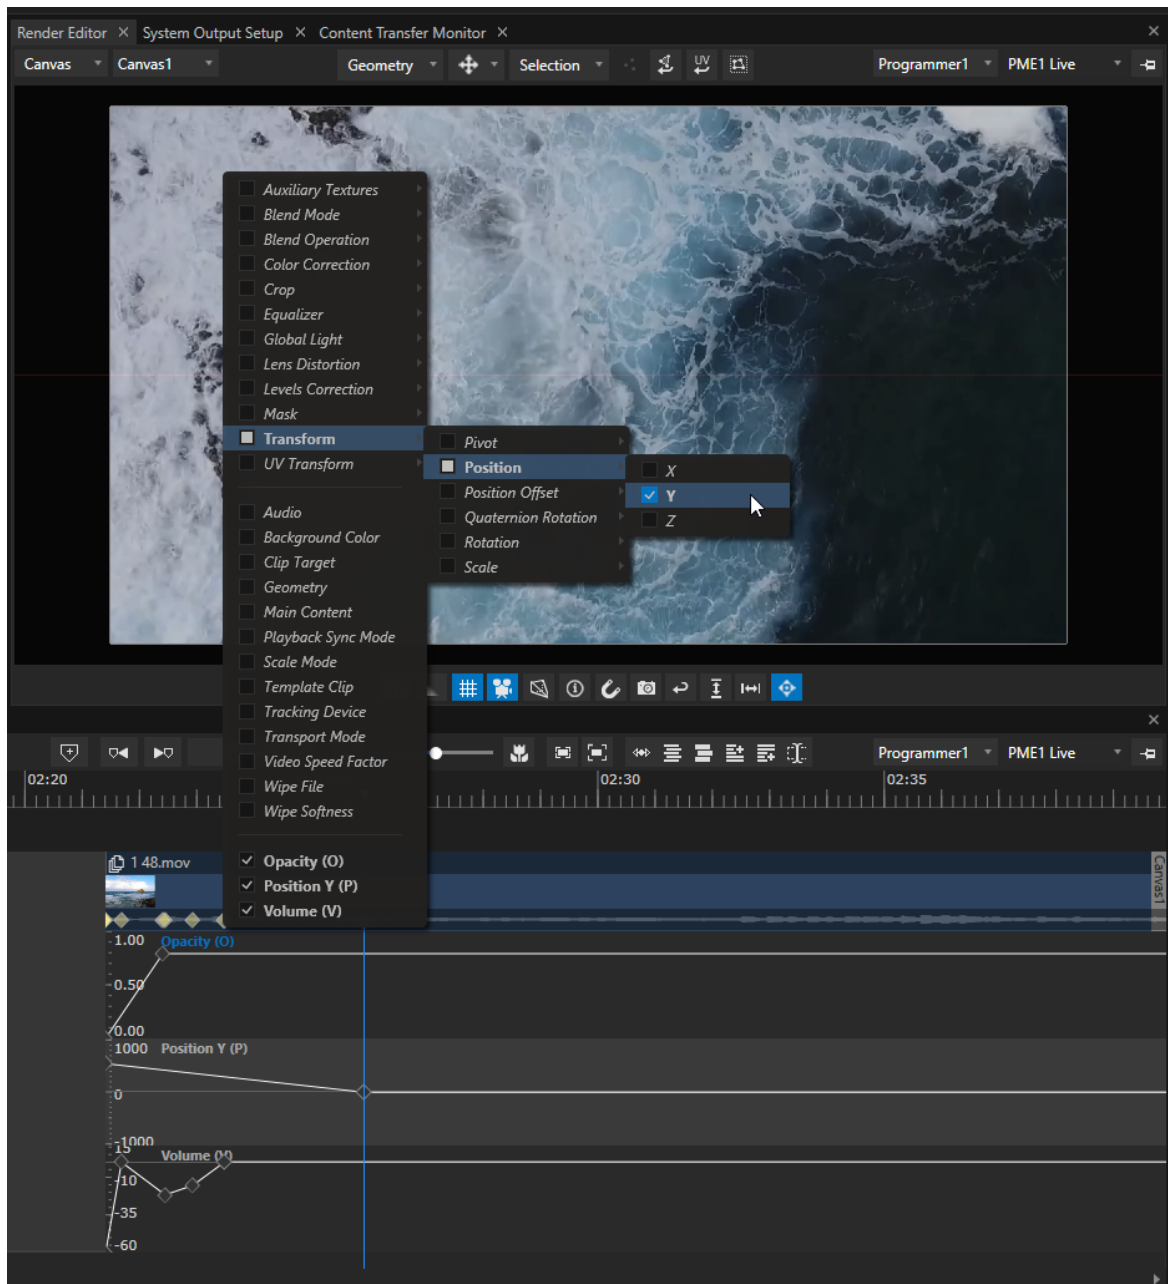 Render Editor × System Output Setup × Content Transfer Monitor ×
Canvas Canvas1 Geometry Selection UV Programmer1 PME1 Live
Auxiliary Textures
Blend Mode
Blend Operation
Color Correction
Crop
Equalizer
Global Light
Lens Distortion
Levels Correction
Mask
Transform
UV Transform
Pivot
Position
Position Offset
Quaternion Rotation
Rotation
Scale
X
Y
Z
Audio
Background Color
Clip Target
Geometry
Main Content
Playback Sync Mode
Scale Mode
Template Clip
Tracking Device
Transport Mode
Video Speed Factor
Wipe File
Wipe Softness
Opacity (O)
Position Y (P)
Volume (V)
Programmer1 PME1 Live
02:20 02:30 02:35
1 48.mov
Canvas1
1.00 Opacity (O)
0.50
0.00
1000 Position Y (P)
0
-1000
15 Volume (V)
-10
-35
-60